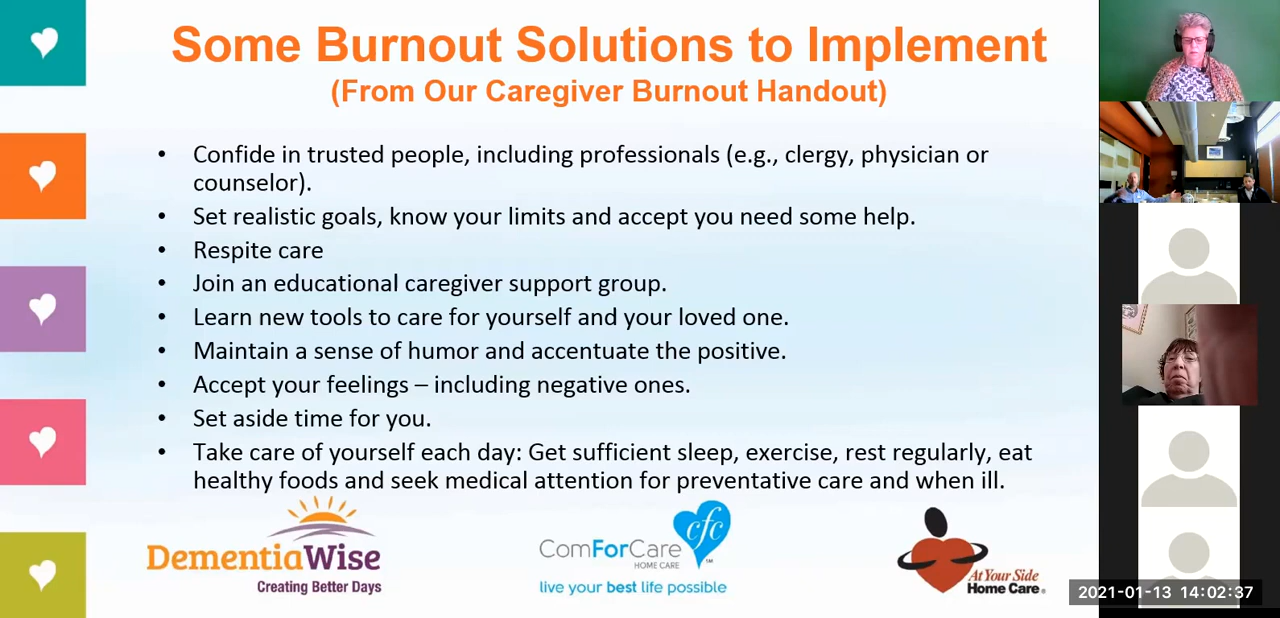 Some Burnout Solutions to Implement
(From Our Caregiver Burnout Handout)
• Confide in trusted people, including professionals (e.g., clergy, physician or
counselor).
• Set realistic goals, know your limits and accept you need some help.
• Respite care
• Join an educational caregiver support group.
• Learn new tools to care for yourself and your loved one.
• Maintain a sense of humor and accentuate the positive.
• Accept your feelings – including negative ones.
• Set aside time for you.
• Take care of yourself each day: Get sufficient sleep, exercise, rest regularly, eat
healthy foods and seek medical attention for preventative care and when ill.
DementiaWise
Creating Better Days
cfc
ComForCare
HOME CARE
live your best life possible
At Your Side
Home Care®
2021-01-13 14:02:37